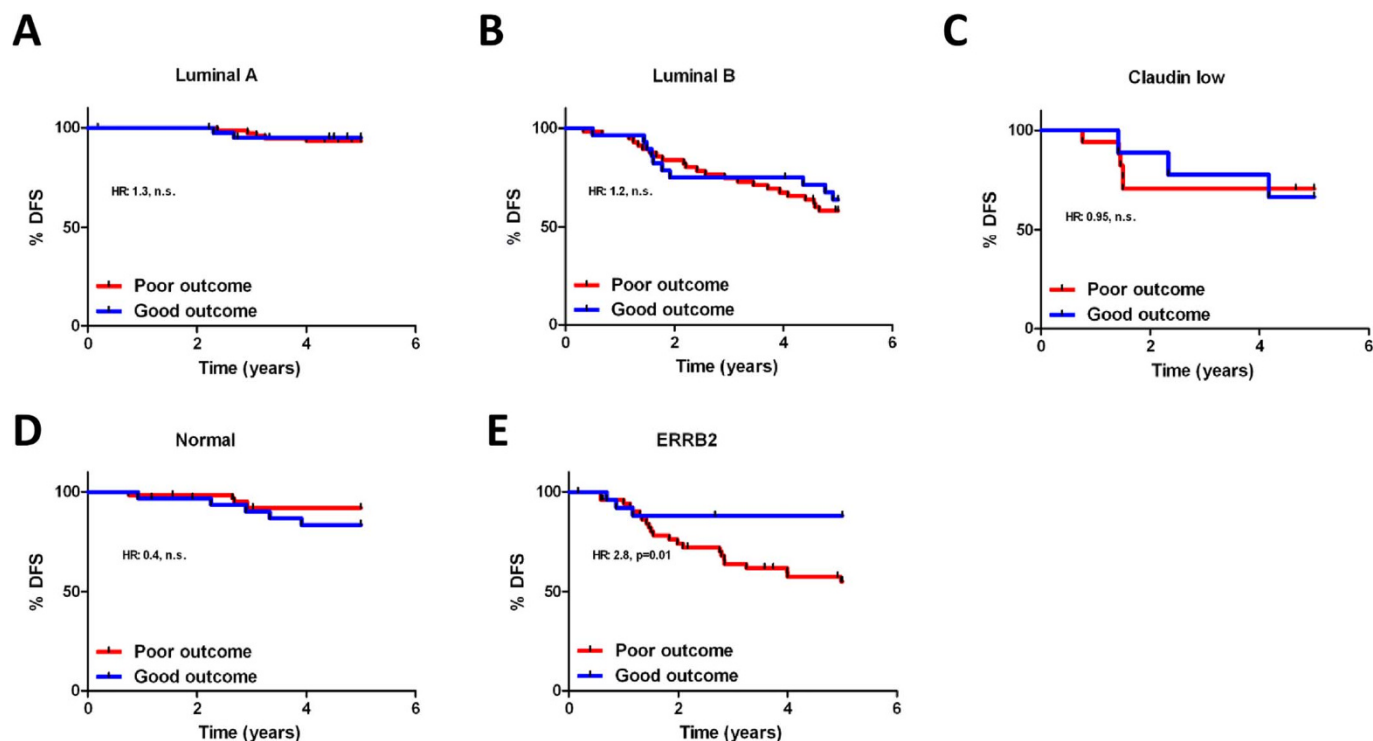 A
Luminal A
% DFS
100
50
0
HR: 1.3, n.s.
Poor outcome
Good outcome
0 2 4 6
Time (years)
B
Luminal B
% DFS
100
50
0
HR: 1.2, n.s.
Poor outcome
Good outcome
0 2 4 6
Time (years)
C
Claudin low
% DFS
100
50
0
HR: 0.95, n.s.
Poor outcome
Good outcome
0 2 4 6
Time (years)
D
Normal
% DFS
100
50
0
HR: 0.4, n.s.
Poor outcome
Good outcome
0 2 4 6
Time (years)
E
ERRB2
% DFS
100
50
0
HR: 2.8, p=0.01
Poor outcome
Good outcome
0 2 4 6
Time (years)